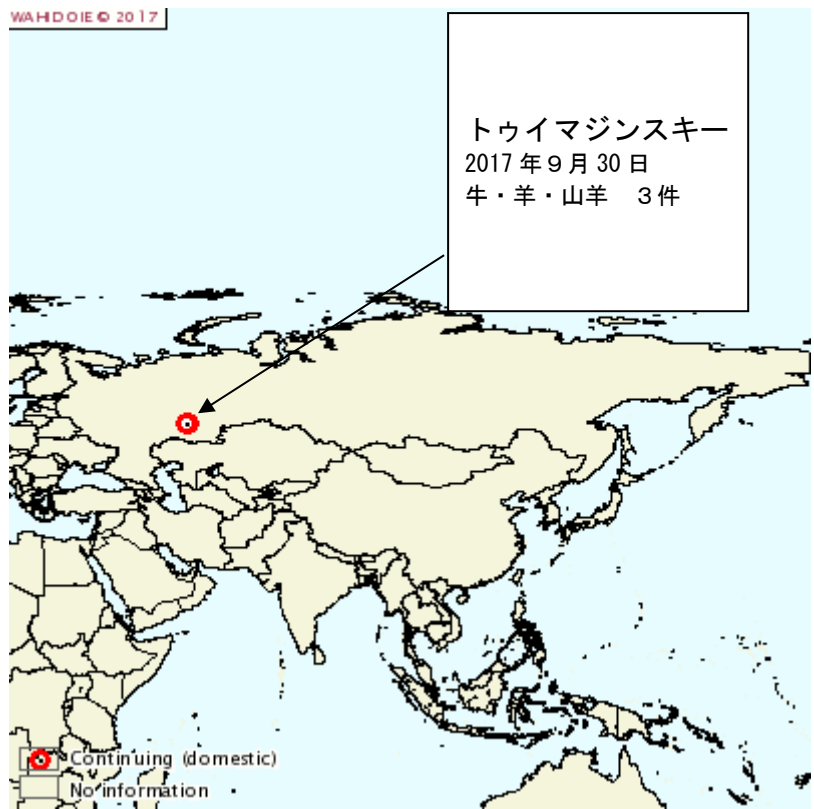 WAHDOIE © 2017
トゥイマジンスキー
2017年9月30日
牛・羊・山羊　3件
Continuing (domestic)
No information